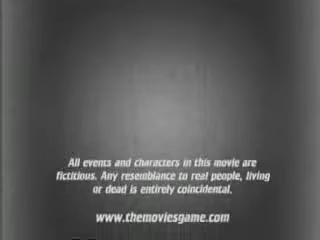 All events and characters in this movie are
fictitious. Any resemblance to real people, living
or dead is entirely coincidental.
www.themoviesgame.com